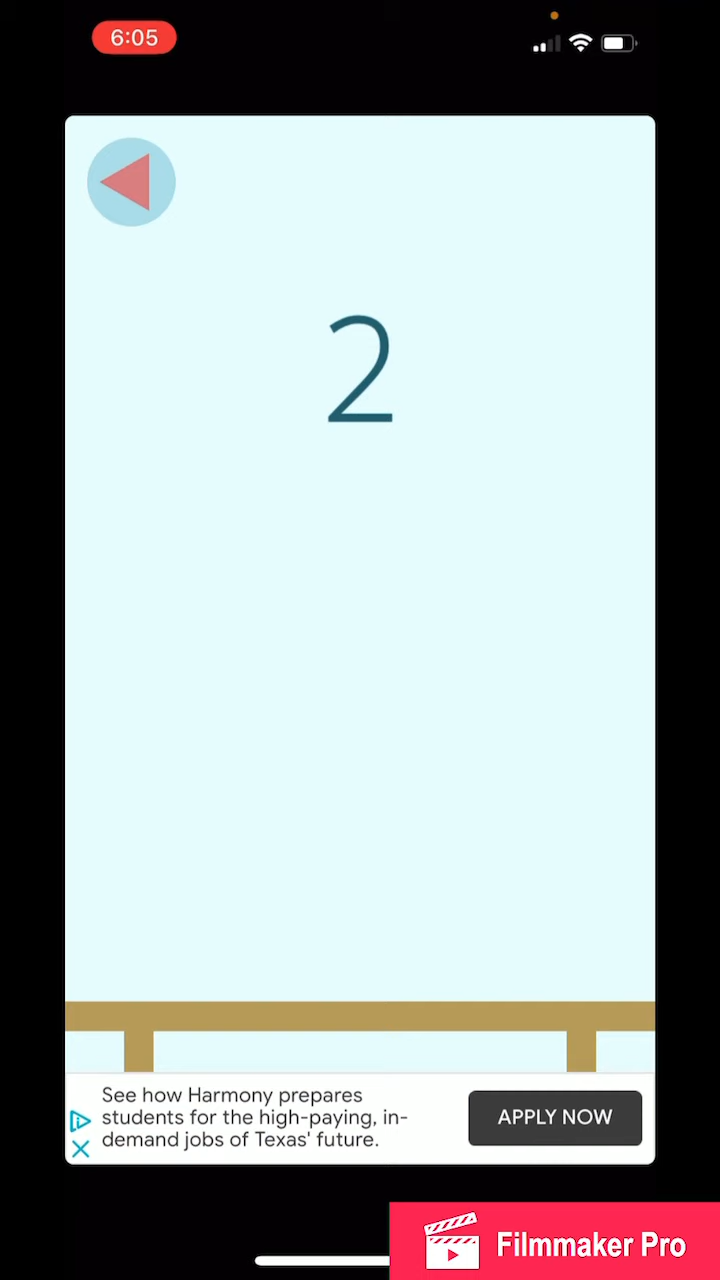 6:05
2
See how Harmony prepares
students for the high-paying, in-
demand jobs of Texas' future.
APPLY NOW
Filmmaker Pro